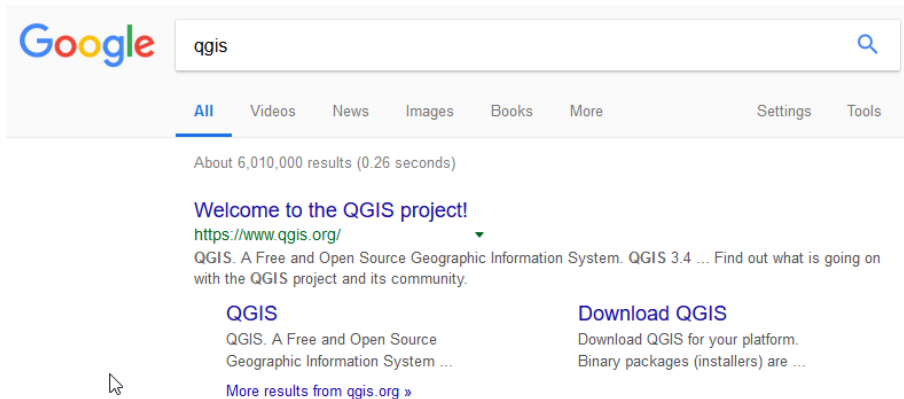 Google
qgis
All Videos News Images Books More Settings Tools
About 6,010,000 results (0.26 seconds)
Welcome to the QGIS project!
https://www.qgis.org/
QGIS. A Free and Open Source Geographic Information System. QGIS 3.4 ... Find out what is going on
with the QGIS project and its community.
QGIS
QGIS. A Free and Open Source
Geographic Information System ...
More results from qgis.org »
Download QGIS
Download QGIS for your platform.
Binary packages (installers) are ...